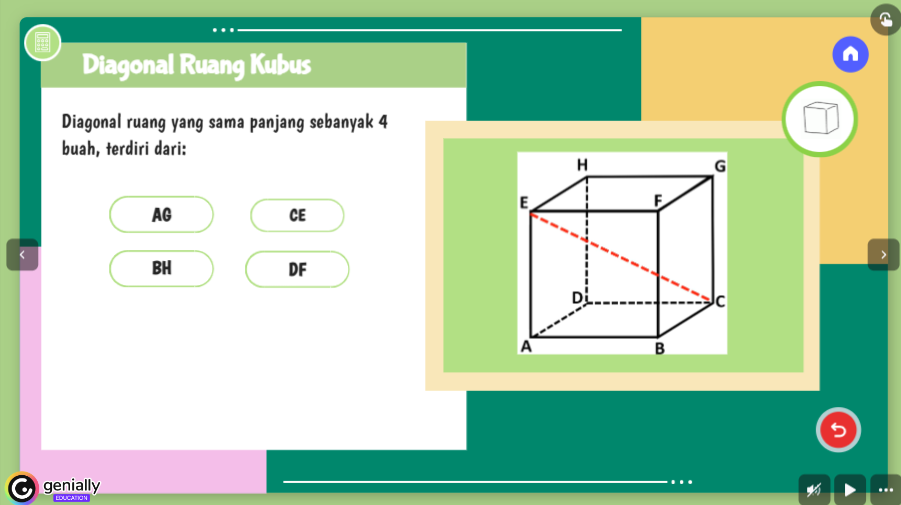 Diagonal Ruang Kubus
Diagonal ruang yang sama panjang sebanyak 4
buah, terdiri dari:
AG
CE
BH
DF
H
G
E
F
D
C
A
B
genially
EDUCATION